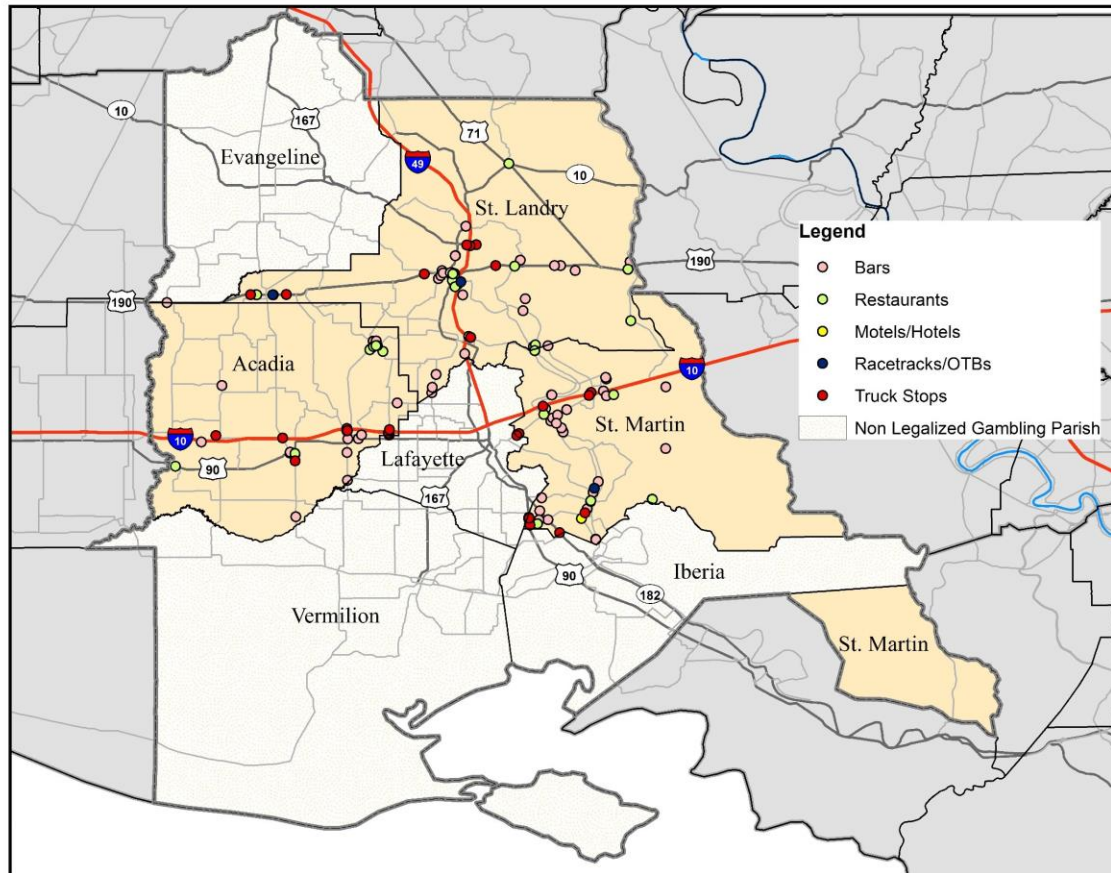 10
167
71
Evangeline
49
10
St. Landry
Legend
Bars
190
Restaurants
190
Motels/Hotels
Acadia
10
Racetracks/OTBs
Truck Stops
St. Martin
10
Non Legalized Gambling Parish
90
Lafayette
167
Iberia
90
182
Vermilion
St. Martin